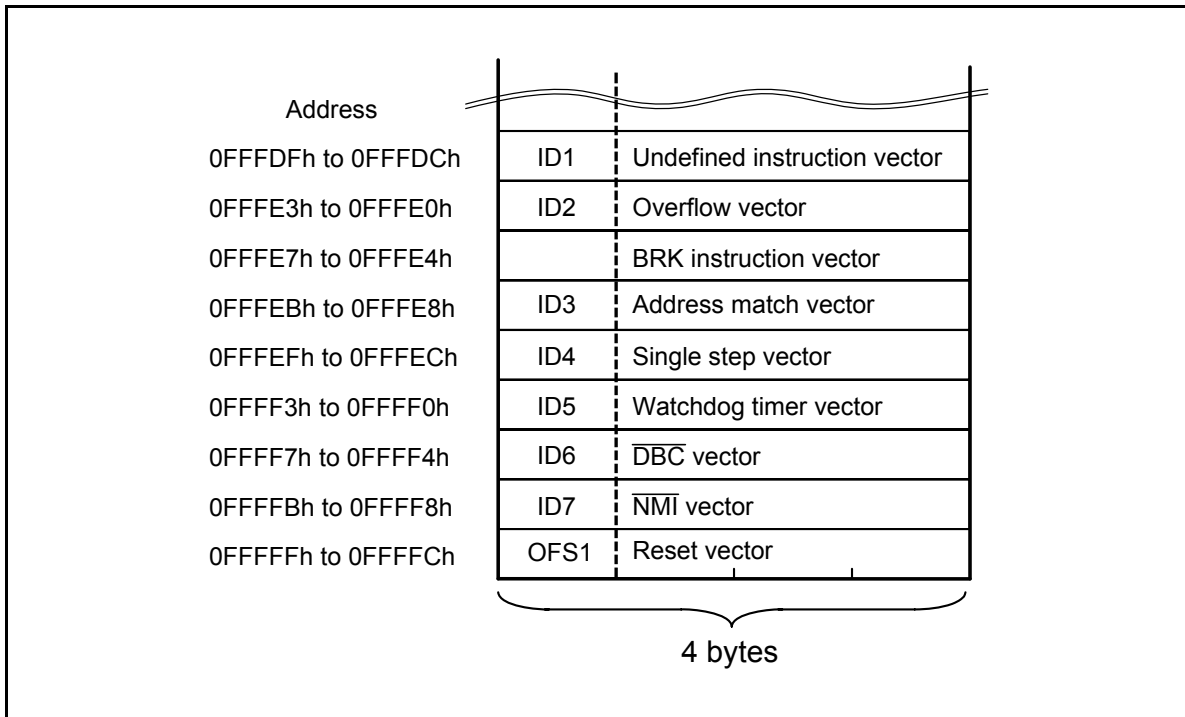 Address
0FFFDFh to 0FFFDCh ID1 Undefined instruction vector
0FFFE3h to 0FFFE0h ID2 Overflow vector
0FFFE7h to 0FFFE4h BRK instruction vector
0FFFEBh to 0FFFE8h ID3 Address match vector
0FFFEFh to 0FFFECh ID4 Single step vector
0FFFF3h to 0FFFF0h ID5 Watchdog timer vector
0FFFF7h to 0FFFF4h ID6 D̅B̅C̅ vector
0FFFFBh to 0FFFF8h ID7 N̅M̅I̅ vector
0FFFFFh to 0FFFFCh OFS1 Reset vector
4 bytes